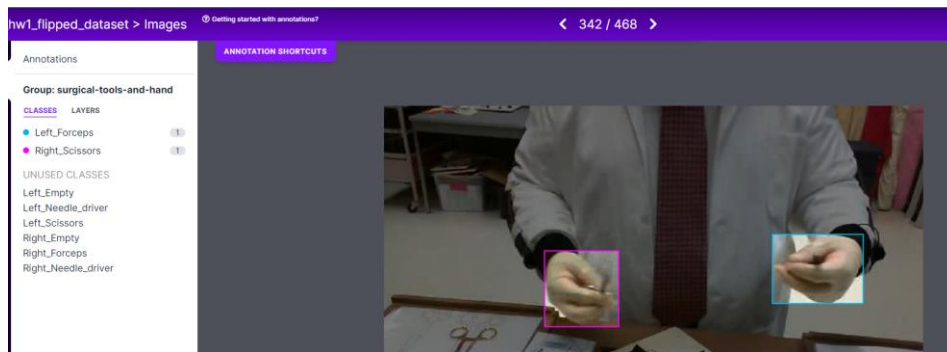 hw1_flipped_dataset > Images
Getting started with annotations?
342 / 468
ANNOTATION SHORTCUTS
Annotations
Group: surgical-tools-and-hand
CLASSES LAYERS
Left_Forceps 1
Right_Scissors 1
UNUSED CLASSES
Left_Empty
Left_Needle_driver
Left_Scissors
Right_Empty
Right_Forceps
Right_Needle_driver